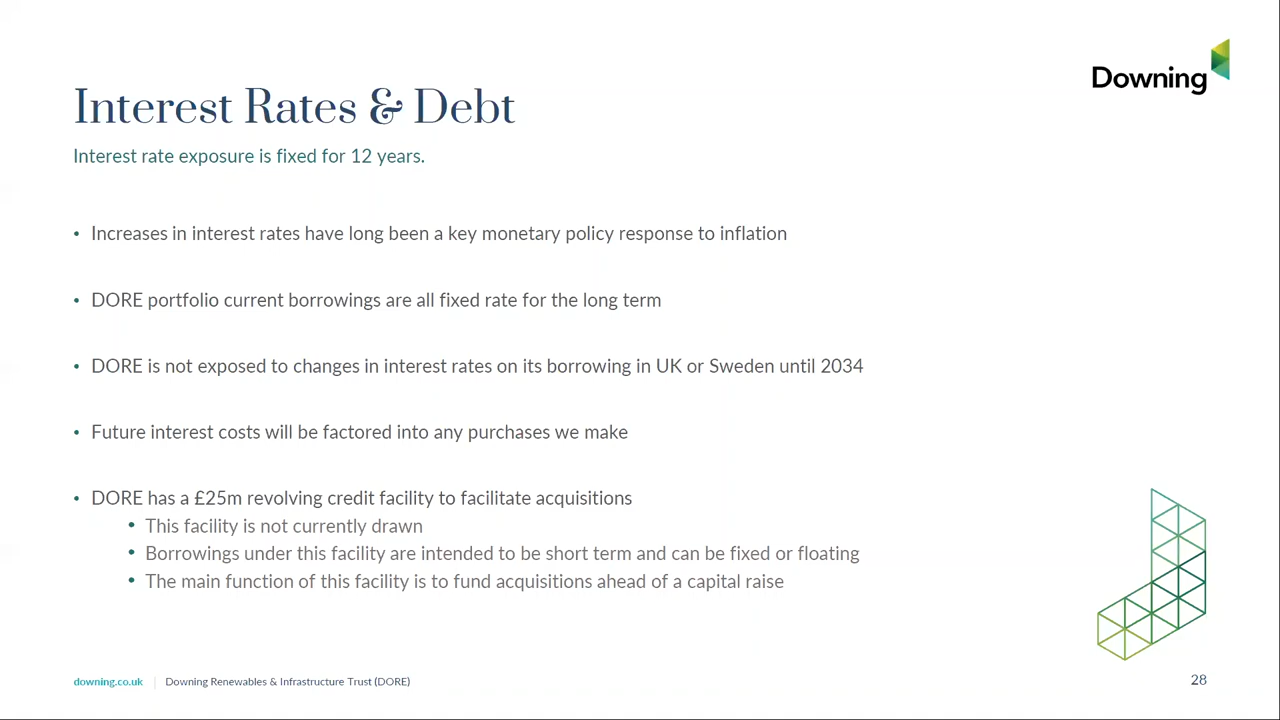 Downing
Interest Rates & Debt
Interest rate exposure is fixed for 12 years.
• Increases in interest rates have long been a key monetary policy response to inflation
• DORE portfolio current borrowings are all fixed rate for the long term
• DORE is not exposed to changes in interest rates on its borrowing in UK or Sweden until 2034
• Future interest costs will be factored into any purchases we make
• DORE has a £25m revolving credit facility to facilitate acquisitions
• This facility is not currently drawn
• Borrowings under this facility are intended to be short term and can be fixed or floating
• The main function of this facility is to fund acquisitions ahead of a capital raise
downing.co.uk | Downing Renewables & Infrastructure Trust (DORE)
28